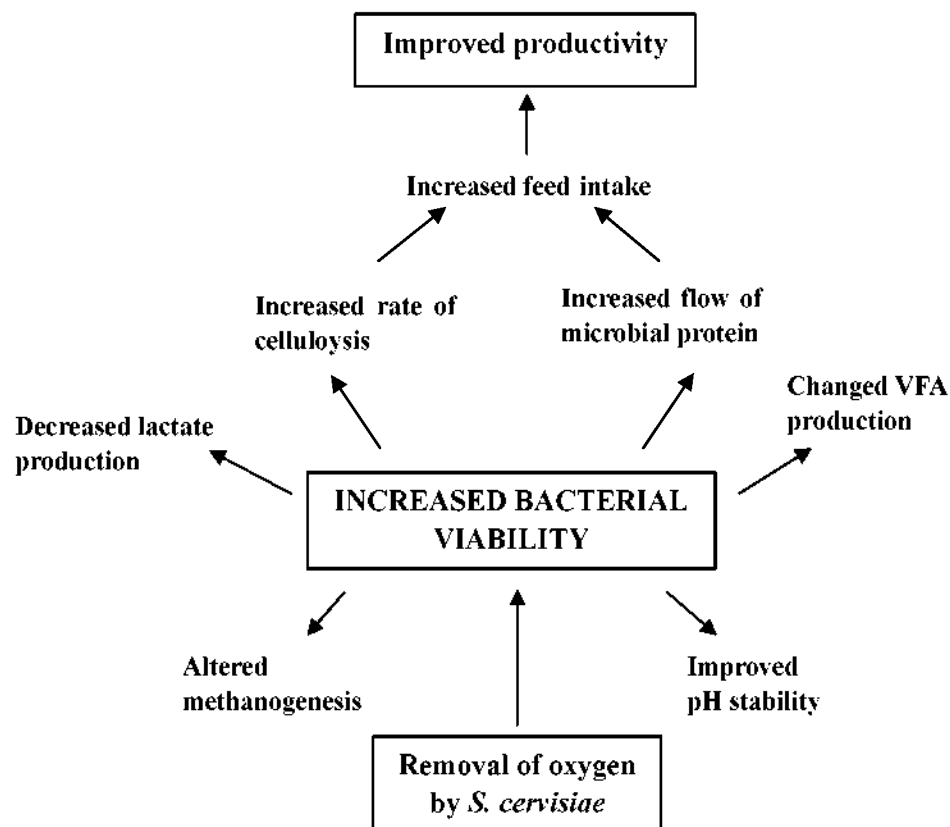 Improved productivity
Increased feed intake
Increased rate of
celluloysis
Increased flow of
microbial protein
Changed VFA
production
Decreased lactate
production
INCREASED BACTERIAL
VIABILITY
Altered
methanogenesis
Improved
pH stability
Removal of oxygen
by S. cervisiae